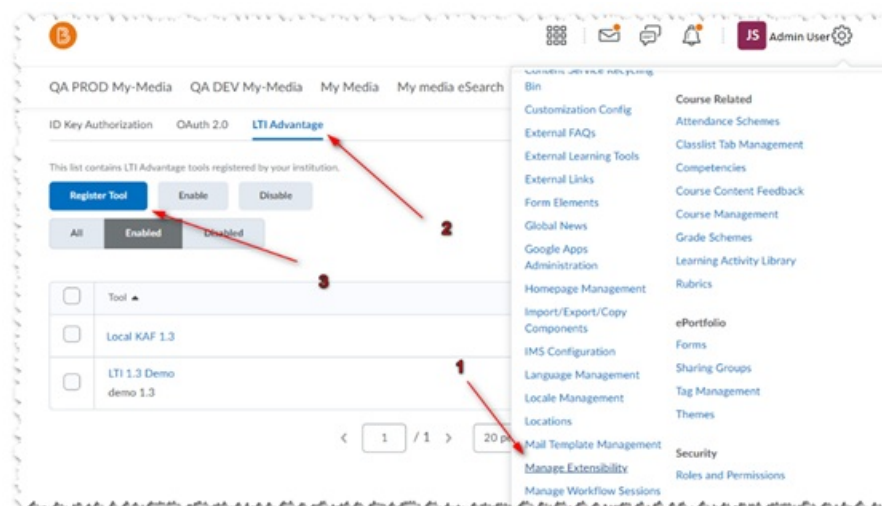 B
JS Admin User
QA PROD My-Media QA DEV My-Media My Media My media eSearch
ID Key Authorization OAuth 2.0 LTI Advantage
This list contains LTI Advantage tools registered by your institution.
Register Tool Enable Disable
All Enabled Disabled
Tool
Local KAF 1.3
LTI 1.3 Demo
demo 1.3
1 / 1
20
2
3
1
Content Service Recycling
Bin
Customization Config
External FAQs
External Learning Tools
External Links
Form Elements
Global News
Google Apps
Administration
Homepage Management
Import/Export/Copy
Components
IMS Configuration
Language Management
Locale Management
Locations
Mail Template Management
Manage Extensibility
Manage Workflow Sessions
Course Related
Attendance Schemes
Classlist Tab Management
Competencies
Course Content Feedback
Course Management
Grade Schemes
Learning Activity Library
Rubrics
ePortfolio
Forms
Sharing Groups
Tag Management
Themes
Security
Roles and Permissions